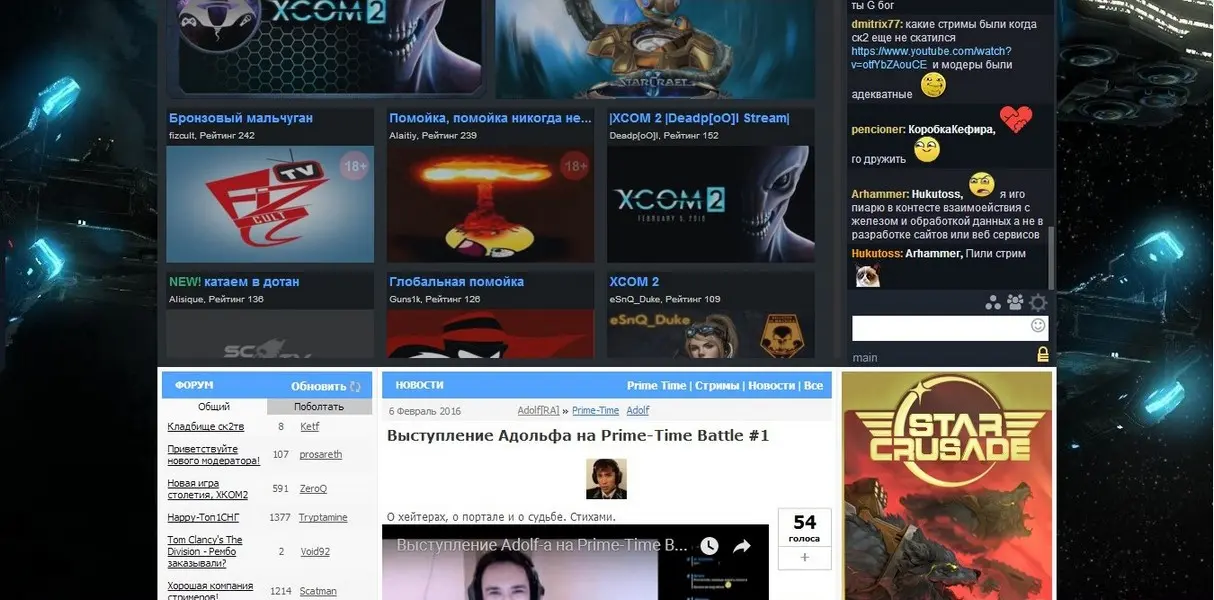 XCOM 2
STARCRAFT
Бронзовый мальчуган
fizcult, Рейтинг 242
18+
FIZ TV
CULT
Помойка, помойка никогда не...
Alaitiy, Рейтинг 239
18+
|XCOM 2 |Deadp[oO]l Stream|
Deadp[oO]l, Рейтинг 152
XCOM 2
FEBRUARY 5, 2016
NEW! катаем в дотан
Alisique, Рейтинг 136
Глобальная помойка
Guns1k, Рейтинг 126
XCOM 2
eSnQ_Duke, Рейтинг 109
eSnQ_Duke
ты G бог
dmitrix77: какие стримы были когда
ск2 еще не скатился
https://www.youtube.com/watch?
v=otfYbZAouCE и модеры были
адекватные
pencioner: КоробкаКефира,
го дружить
Arhammer: Hukutoss, я иго
пиарю в контексте взаимоейставия с
железом и обработкой данных а не в
разработке сайтов или веб сервисов
Hukutoss: Arhammer, Пили стрим
main
ФОРУМ
Обновить
Общий
Поболтать
Кладбище ск2тв 8 Ketf
Приветствуйте
нового модератора! 107 prosareth
Новая игра
столетия, XKOM2 591 ZeroQ
Happy-Топ1СНГ 1377 Tryptamine
Tom Clancy's The
Division - Рембо
заказывали? 2 Void92
Хорошая компания
стримеров! 1214 Scatman
НОВОСТИ
Prime Time | Стримы | Новости | Все
6 Февраль 2016
Adolf[RA] » Prime-Time Adolf
Выступление Адольфа на Prime-Time Battle #1
О хейтерах, о портале и о судьбе. Стихами.
54
голоса
+
Выступление Adolf-а на Prime-Time B...
STAR
CRUSADE